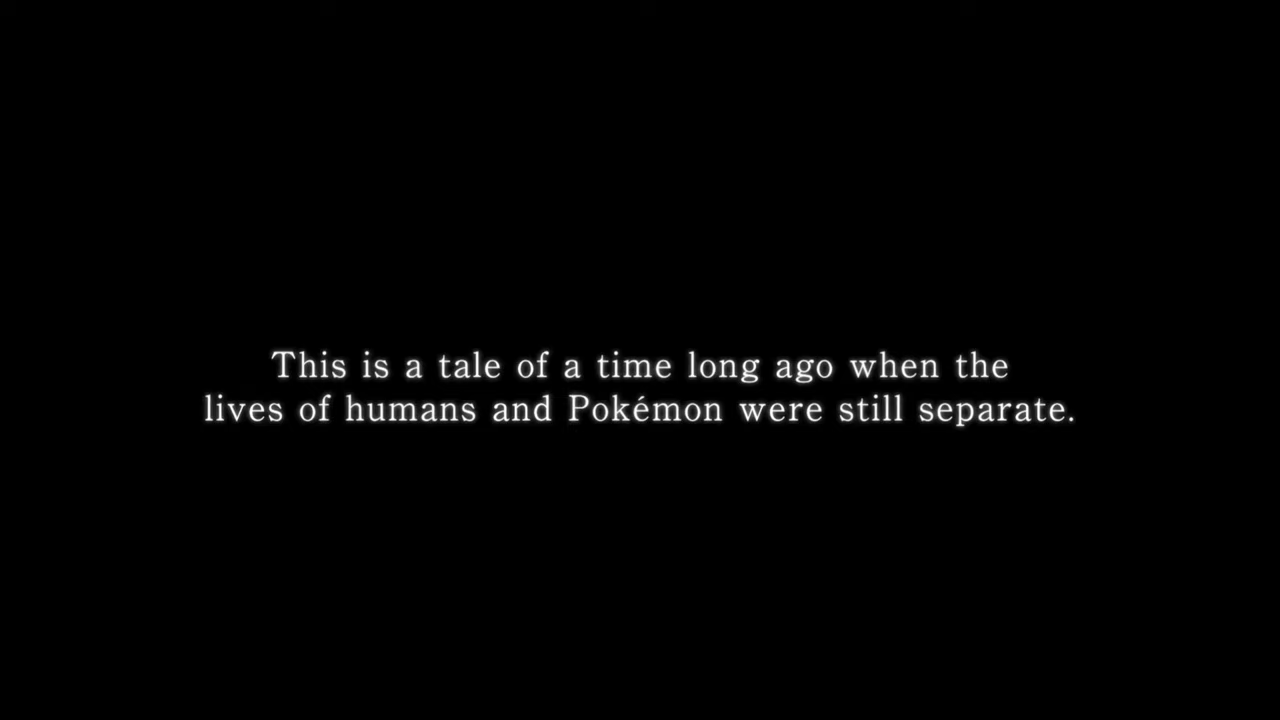 This is a tale of a time long ago when the
lives of humans and Pokémon were still separate.